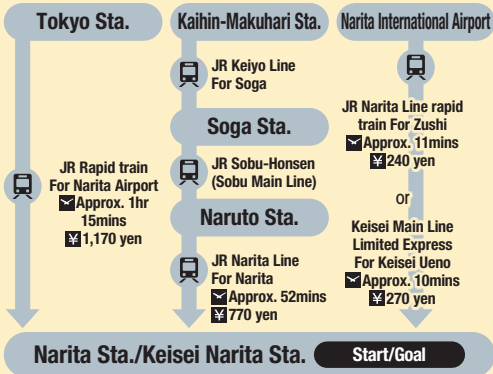 Tokyo Sta.
JR Rapid train
For Narita Airport
Approx. 1hr
15mins
¥ 1,170 yen
Kaihin-Makuhari Sta.
JR Keiyo Line
For Soga
Soga Sta.
JR Sobu-Honsen
(Sobu Main Line)
Naruto Sta.
JR Narita Line
For Narita
Approx. 52mins
¥ 770 yen
Narita International Airport
JR Narita Line rapid
train For Zushi
Approx. 11mins
¥ 240 yen
or
Keisei Main Line
Limited Express
For Keisei Ueno
Approx. 10mins
¥ 270 yen
Narita Sta./Keisei Narita Sta.
Start/Goal